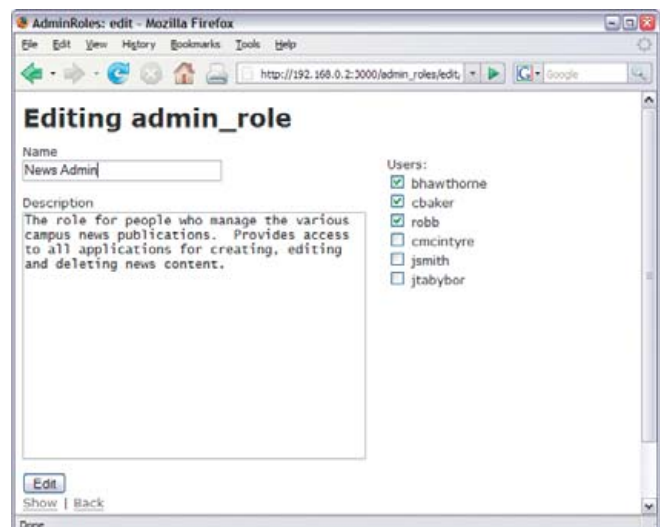 AdminRoles: edit - Mozilla Firefox
File Edit View History Bookmarks Tools Help
http://192.168.0.2:3000/admin_roles/edit, Google
Editing admin_role
Name
News Admin
Description
The role for people who manage the various
campus news publications. Provides access
to all applications for creating, editing
and deleting news content.
Users:
bhawthorne
cbaker
robb
cmcintyre
jsmith
jtabybor
Edit
Show | Back
Done